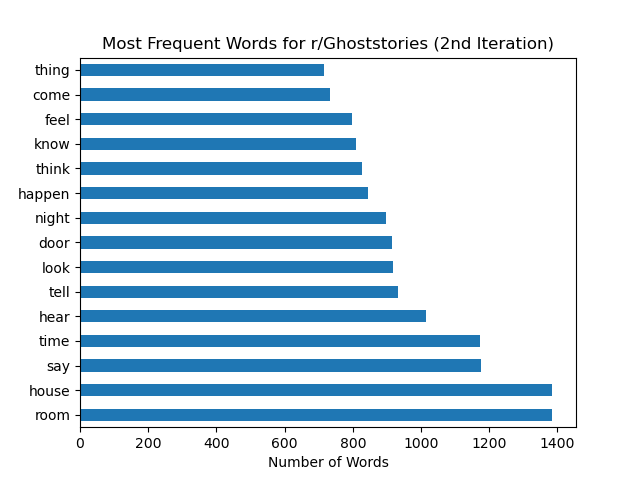 Most Frequent Words for r/Ghoststories (2nd Iteration)
thing
come
feel
know
think
happen
night
door
look
tell
hear
time
say
house
room
0 200 400 600 800 1000 1200 1400
Number of Words